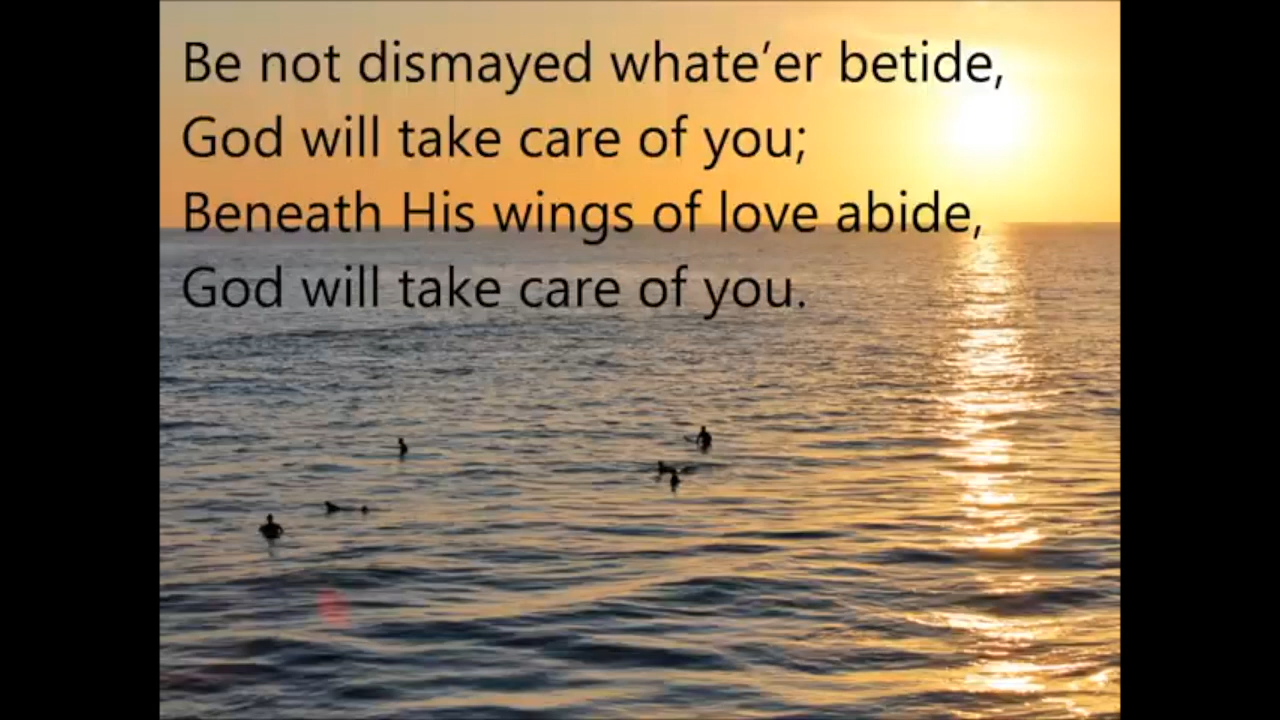 Be not dismayed whate’er betide,
God will take care of you;
Beneath His wings of love abide,
God will take care of you.